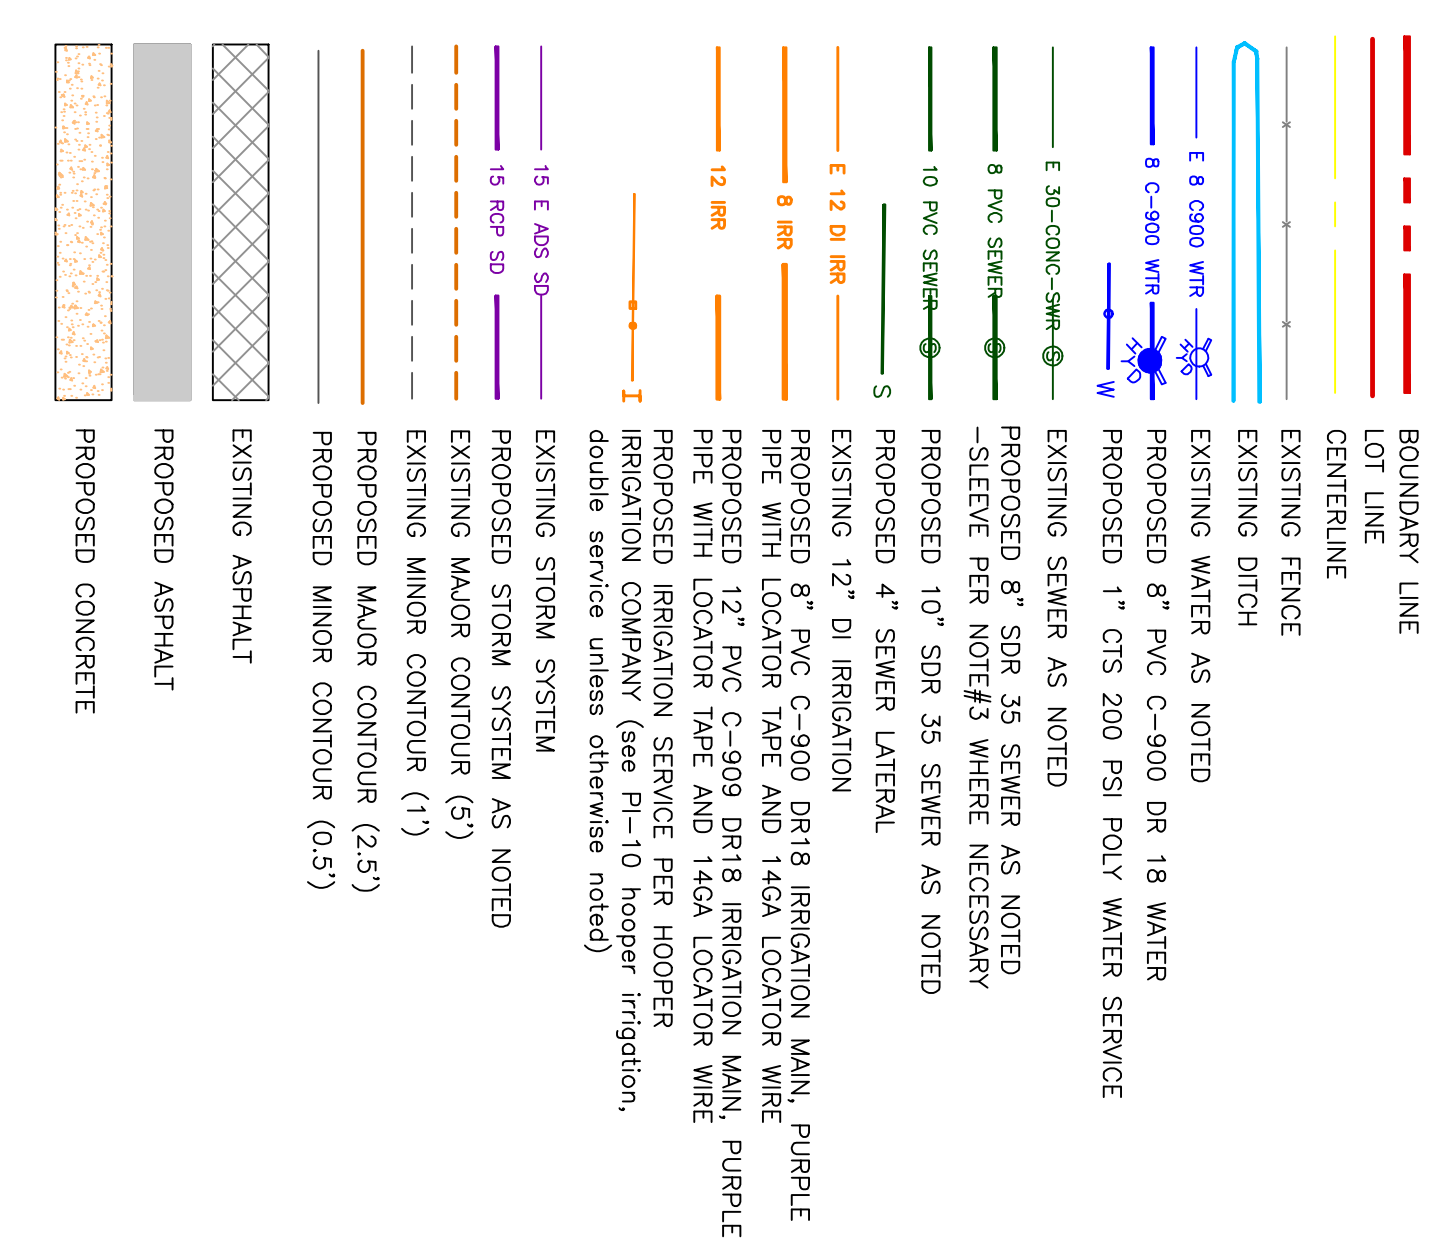 BOUNDARY LINE
LOT LINE
CENTERLINE
EXISTING FENCE
EXISTING DITCH
E 8 C900 WTR HYD EXISTING WATER AS NOTED
8 C-900 WTR HYD PROPOSED 8" PVC C-900 DR 18 WATER
W PROPOSED 1" CTS 200 PSI POLY WATER SERVICE
E 30-CONC-SWR S EXISTING SEWER AS NOTED
8 PVC SEWER S PROPOSED 8" SDR 35 SEWER AS NOTED
-SLEEVE PER NOTE#3 WHERE NECESSARY
10 PVC SEWER S PROPOSED 10" SDR 35 SEWER AS NOTED
S PROPOSED 4" SEWER LATERAL
E 12 DI IRR EXISTING 12" DI IRRIGATION
8 IRR PROPOSED 8" PVC C-900 DR18 IRRIGATION MAIN, PURPLE
PIPE WITH LOCATOR TAPE AND 14GA LOCATOR WIRE
12 IRR PROPOSED 12" PVC C-909 DR18 IRRIGATION MAIN, PURPLE
PIPE WITH LOCATOR TAPE AND 14GA LOCATOR WIRE
PROPOSED IRRIGATION SERVICE PER HOOPER
I IRRIGATION COMPANY (see PI-10 hooper irrigation,
double service unless otherwise noted)
15 E ADS SD EXISTING STORM SYSTEM
15 RCP SD PROPOSED STORM SYSTEM AS NOTED
EXISTING MAJOR CONTOUR (5')
EXISTING MINOR CONTOUR (1')
PROPOSED MAJOR CONTOUR (2.5')
PROPOSED MINOR CONTOUR (0.5')
EXISTING ASPHALT
PROPOSED ASPHALT
PROPOSED CONCRETE